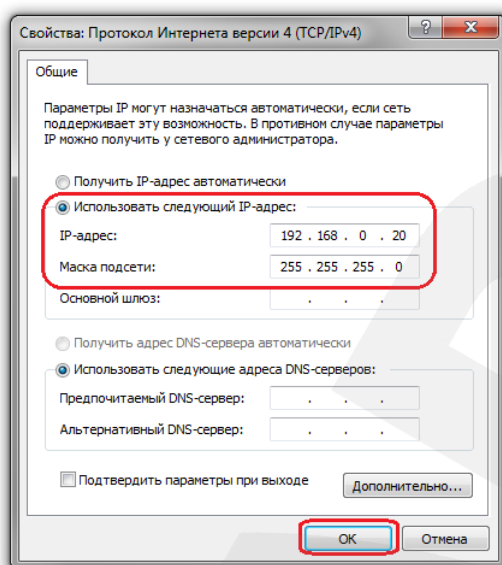 Свойства: Протокол Интернета версии 4 (TCP/IPv4)
Общие
Параметры IP могут назначаться автоматически, если сеть
поддерживает эту возможность. В противном случае параметры
IP можно получить у сетевого администратора.
Получить IP-адрес автоматически
Использовать следующий IP-адрес:
IP-адрес: 192 . 168 . 0 . 20
Маска подсети: 255 . 255 . 255 . 0
Основной шлюз: . . .
Получить адрес DNS-сервера автоматически
Использовать следующие адреса DNS-серверов:
Предпочитаемый DNS-сервер: . . .
Альтернативный DNS-сервер: . . .
Подтвердить параметры при выходе
Дополнительно...
ОК Отмена